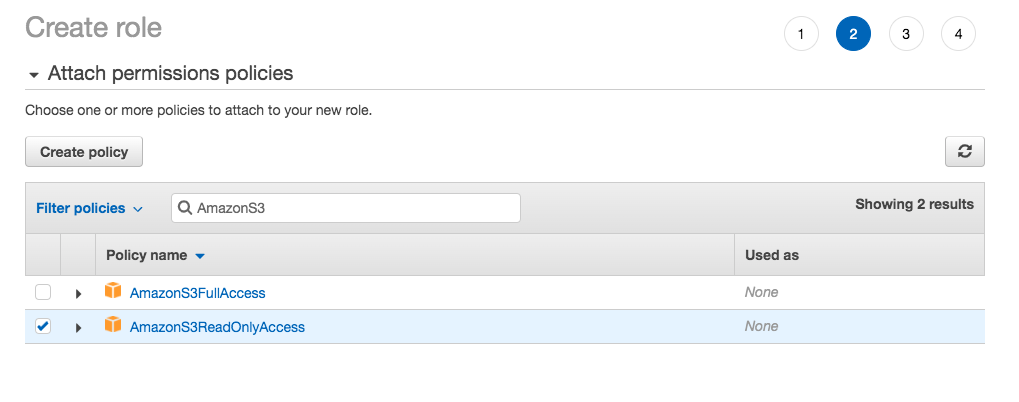 Create role
1 2 3 4
Attach permissions policies
Choose one or more policies to attach to your new role.
Create policy
Filter policies AmazonS3 Showing 2 results
Policy name Used as
AmazonS3FullAccess None
AmazonS3ReadOnlyAccess None